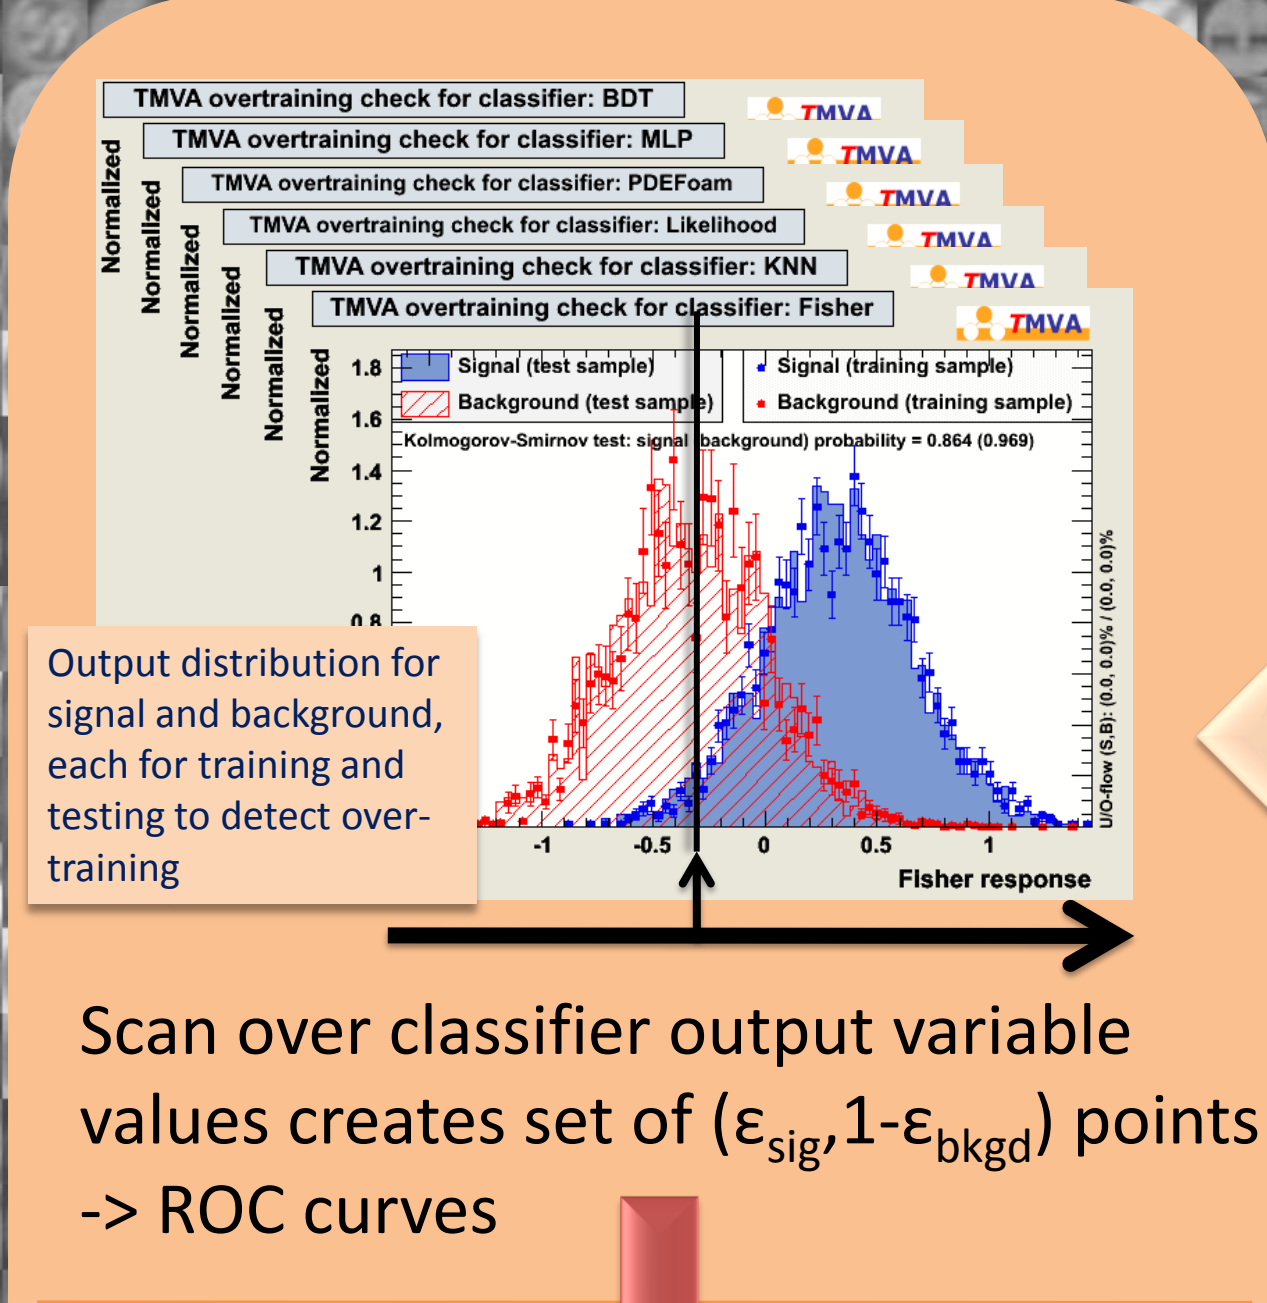 TMVA overtraining check for classifier: BDT
TMVA
Normalized
TMVA overtraining check for classifier: MLP
TMVA
Normalized
TMVA overtraining check for classifier: PDEFoam
TMVA
Normalized
TMVA overtraining check for classifier: Likelihood
TMVA
Normalized
TMVA overtraining check for classifier: KNN
TMVA
Normalized
TMVA overtraining check for classifier: Fisher
TMVA
Normalized
1.8
1.6
1.4
1.2
1
0.8
Signal (test sample)
Background (test sample)
Signal (training sample)
Background (training sample)
Kolmogorov-Smirnov test: signal (background) probability = 0.864 (0.969)
U/O-flow (S,B): (0.0, 0.0)% / (0.0, 0.0)%
-1 -0.5 0 0.5 1
Fisher response
Output distribution for
signal and background,
each for training and
testing to detect over-
training
Scan over classifier output variable
values creates set of (εsig,1-εbkgd) points
-> ROC curves